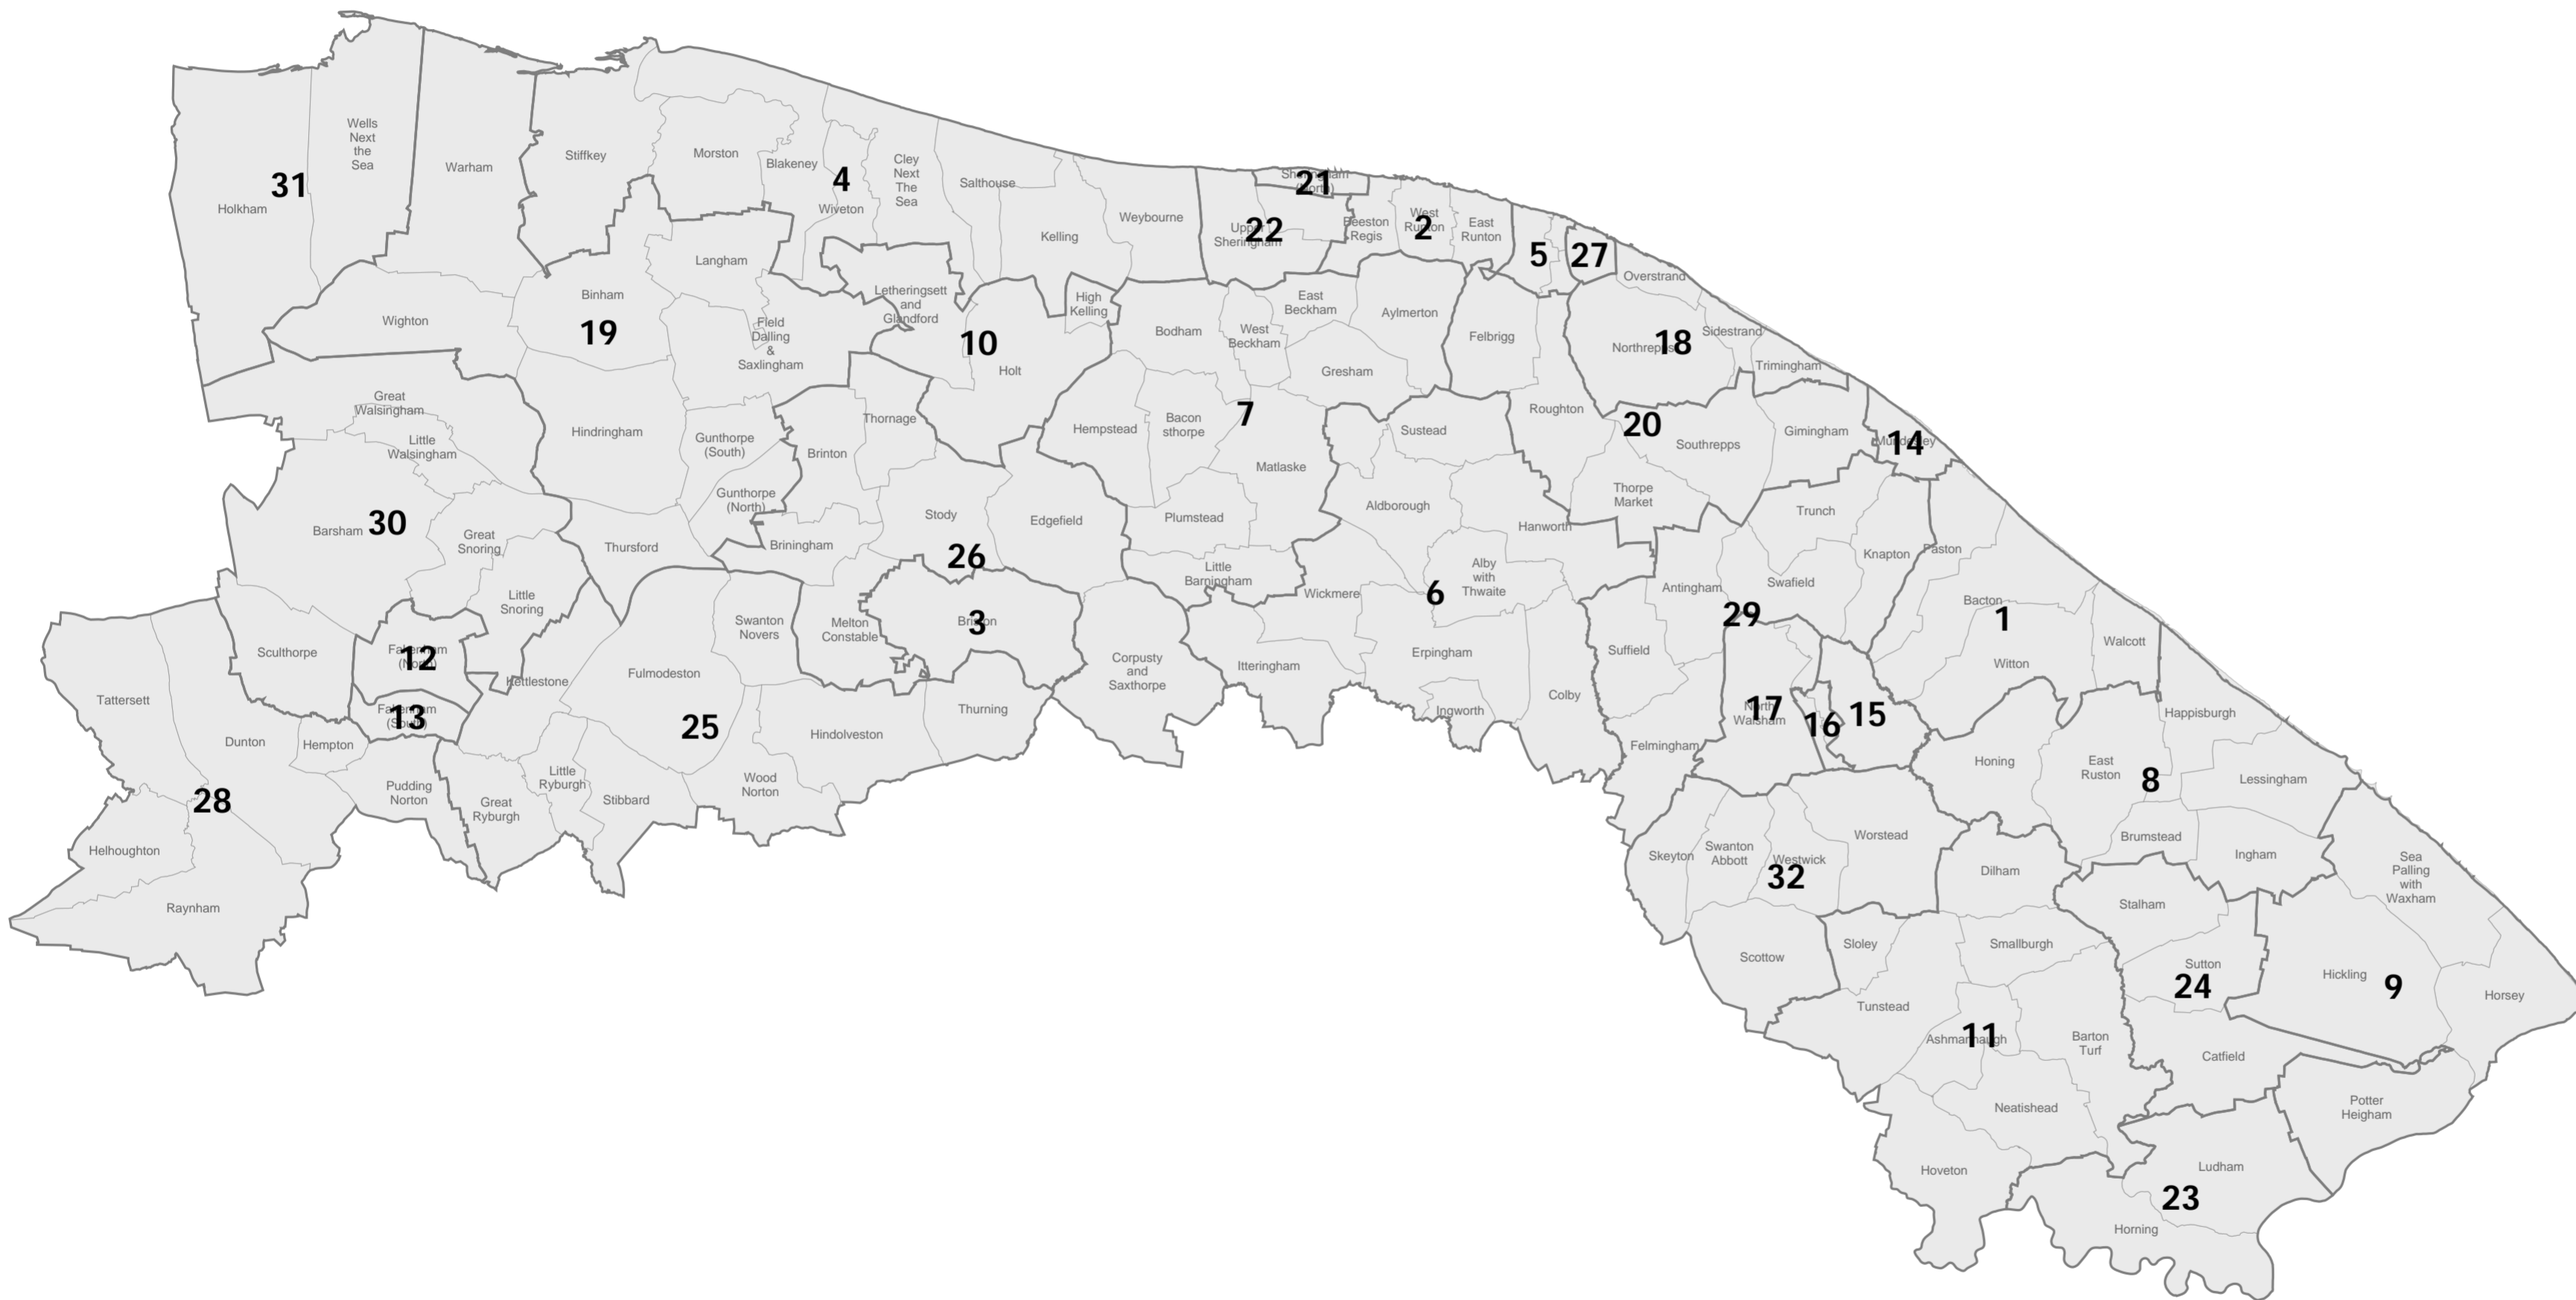 Wells
Next
the
Sea
Warham
Stiffkey
Morston
Blakeney
Cley
Next
The
Sea
Salthouse
31
4
Holkham
Wiveton
Kelling
Weybourne
21
22
Beeston
Regis
West
Runton
2
East
Runton
5
27
Overstrand
Langham
Binham
Wighton
19
Letheringsett
and
Glandford
High
Kelling
10
Holt
Field
Dalling
&
Saxlingham
Bodham
West
Beckham
East
Beckham
Aylmerton
Gresham
Felbrigg
18
Sidestrand
Trimingham
Great
Walsingham
Little
Walsingham
Hindringham
Gunthorpe
(South)
Gunthorpe
(North)
Thornage
Brinton
Hempstead
Bacon
sthorpe
7
Matlaske
Sustead
Roughton
20
Southrepps
Gimingham
14
Barsham
30
Great
Snoring
Thursford
Briningham
Stody
26
Edgefield
Plumstead
Little
Barningham
Aldborough
Hanworth
Thorpe
Market
Trunch
Knapton
Paston
Swafield
Little
Snoring
Swanton
Novers
Melton
Constable
3
Wickmere
6
Alby
with
Thwaite
Antingham
29
Bacton
1
Sculthorpe
12
Kettlestone
Fulmodeston
Corpusty
and
Saxthorpe
Itteringham
Erpingham
Suffield
Witton
Walcott
Tattersett
13
25
Thurning
Hindolveston
Ingworth
Colby
Felmingham
North
Walsham
17
16
15
Happisburgh
Dunton
Hempton
Pudding
Norton
Great
Ryburgh
Little
Ryburgh
Stibbard
Wood
Norton
Honing
East
Ruston
8
Lessingham
28
Helhoughton
Raynham
Skeyton
Swanton
Abbott
Westwick
32
Worstead
Dilham
Brumstead
Ingham
Sea
Palling
with
Waxham
Stalham
Scottow
Sloley
Smallburgh
Sutton
24
Hickling
9
Horsey
Tunstead
11
Barton
Turf
Catfield
Neatishead
Potter
Heigham
Hoveton
Ludham
23
Horning